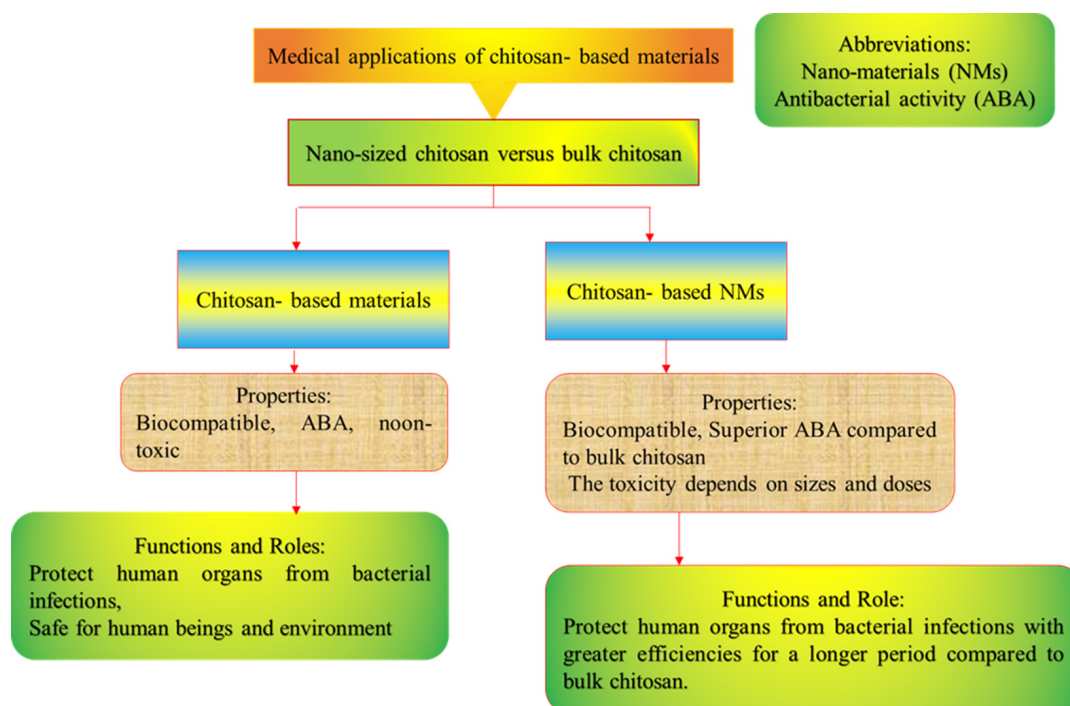 Medical applications of chitosan- based materials
Abbreviations:
Nano-materials (NMs)
Antibacterial activity (ABA)
Nano-sized chitosan versus bulk chitosan
Chitosan- based materials
Chitosan- based NMs
Properties:
Biocompatible, ABA, noon-
toxic
Properties:
Biocompatible, Superior ABA compared
to bulk chitosan
The toxicity depends on sizes and doses
Functions and Roles:
Protect human organs from bacterial
infections,
Safe for human beings and environment
Functions and Role:
Protect human organs from bacterial infections with
greater efficiencies for a longer period compared to
bulk chitosan.